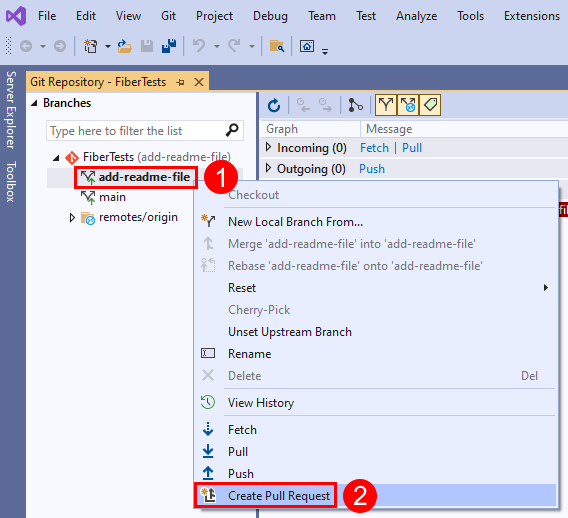 File Edit View Git Project Debug Team Test Analyze Tools Extensions
Server Explorer
Toolbox
Git Repository - FiberTests
Branches
Type here to filter the list
FiberTests (add-readme-file)
add-readme-file
1
main
remotes/origin
Graph Message
Incoming (0) Fetch | Pull
Outgoing (0) Push
Checkout
New Local Branch From...
Merge 'add-readme-file' into 'add-readme-file'
Rebase 'add-readme-file' onto 'add-readme-file'
Reset
Cherry-Pick
Unset Upstream Branch
Rename
Delete Del
View History
Fetch
Pull
Push
Create Pull Request
2